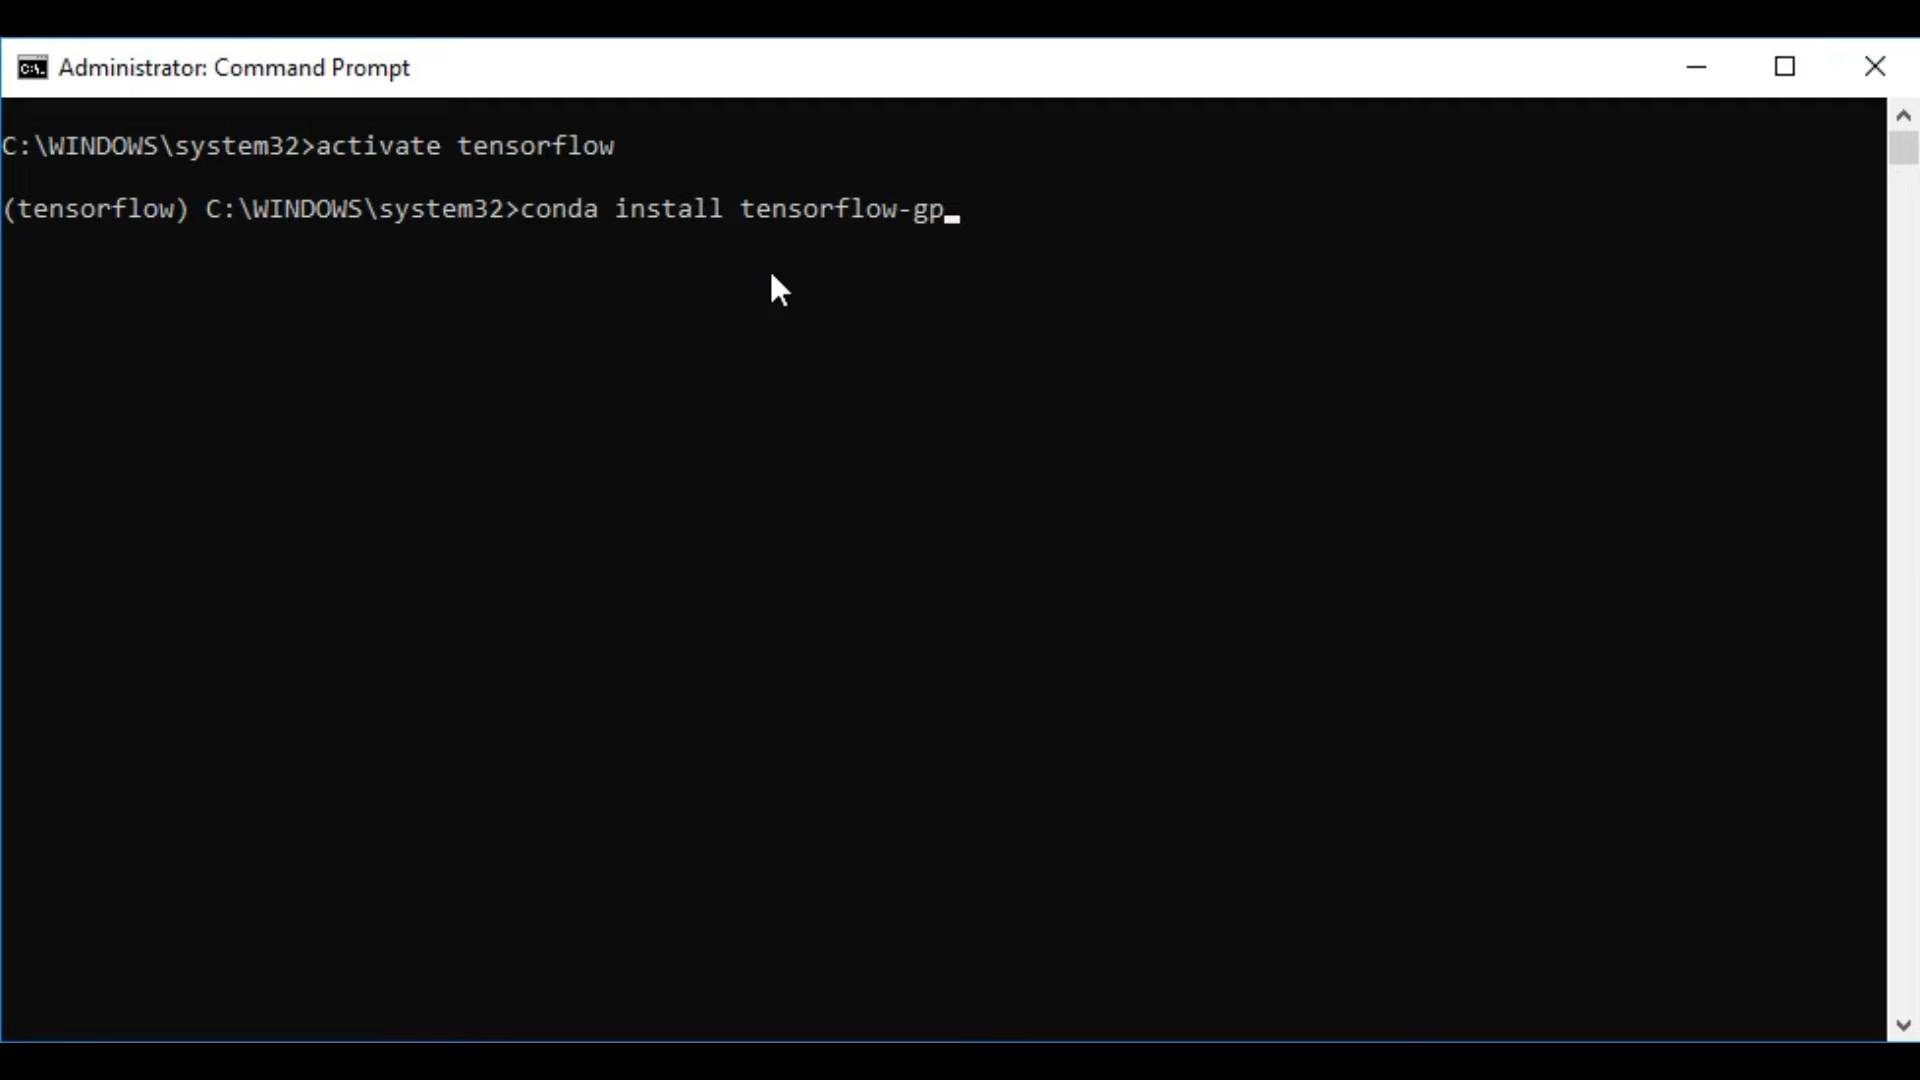 Administrator: Command Prompt
C:\WINDOWS\system32>activate tensorflow
(tensorflow) C:\WINDOWS\system32>conda install tensorflow-gp